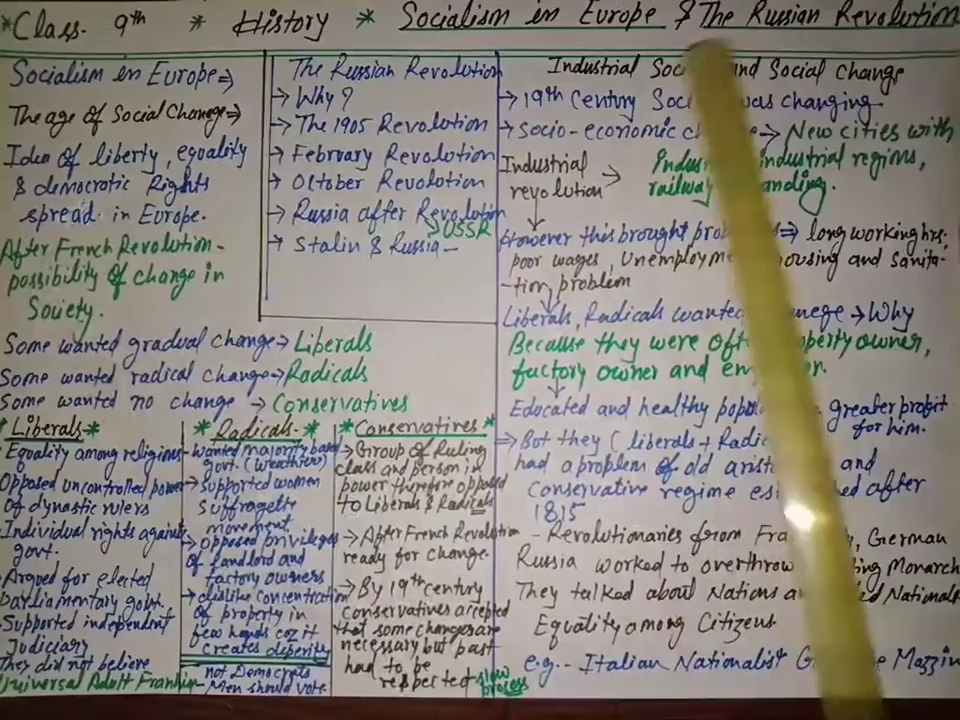 *Class- 9th * History * Socialism in Europe & The Russian Revolution
Socialism in Europe⇒
The age of Social Change⇒
Idea of liberty, equality
& democratic Rights
spread in Europe.
After French Revolution-
possibility of change in
Society.
Some wanted gradual change→Liberals
Some wanted radical change→Radicals
Some wanted no change → Conservatives
The Russian Revolution
→ Why?
→ The 1905 Revolution
→ February Revolution
→ October Revolution
→ Russia after Revolution
→USSR
→ Stalin & Russia-
*Liberals*
Equality among religions
Opposed uncontrolled power
Of dynastic rulers
Individual rights against
govt.
Argued for elected
Parliamentary govt.
Supported independent
Judiciary
They did not believe
Universal Adult Franhise
* Radicals- *
wanted majority based
govt. (
→ Supported women
Suffragette
movement.
→ Opposed privileges
Of landlord and
factory owners
→ dislike concentration
Of property in
few hands coz it
creates
not Democrats
-Men should vote.
*Conservatives *
→ Group of Ruling
class and person in
power therefore opposed
to Liberals & Radicals
→ After French Revolution
ready for change.
→ By 19th century
conservatives accepted
that some changes are
necessary but past
had to be
respected -slow
process
Industrial and Social Change
→ 19th Century was changing.
→ Socio-economic → New cities with
Industrial revolution → industrial regions,
railway
However this brought ⇒ long working hrs.
poor wages, housing and Sanita-
-tion problem
Liberals, Radicals wanted → Why
Because they were owner,
factory owner and
Educated and healthy greater profit
for him.
→ But they (liberals +
had a problem of old and
Conservative regime after
1815
- Revolutionaries from German
Russia worked to overthrow Monarch
They talked about Nations
Equality among Citizens
e.g.- Italian Nationalist